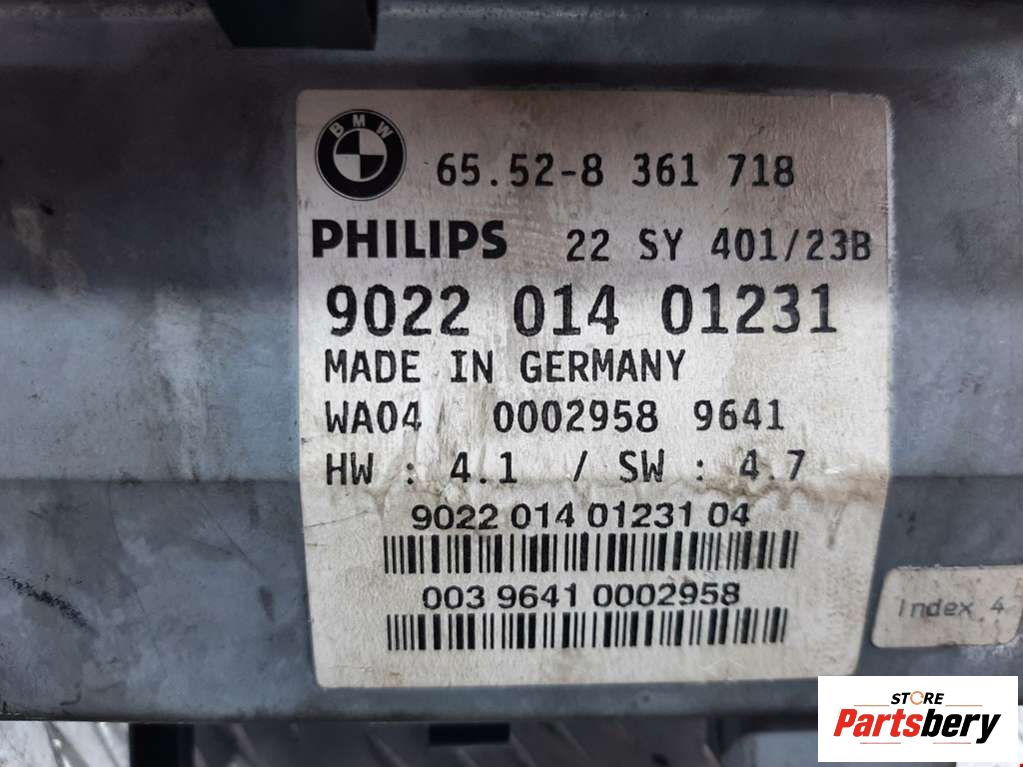 BMW
65.52-8 361 718
PHILIPS 22 SY 401/23B
9022 014 01231
MADE IN GERMANY
WA04 0002958 9641
HW : 4.1 / SW : 4.7
9022 014 01231 04
003 9641 0002958
Index 4
STORE
Partsbery